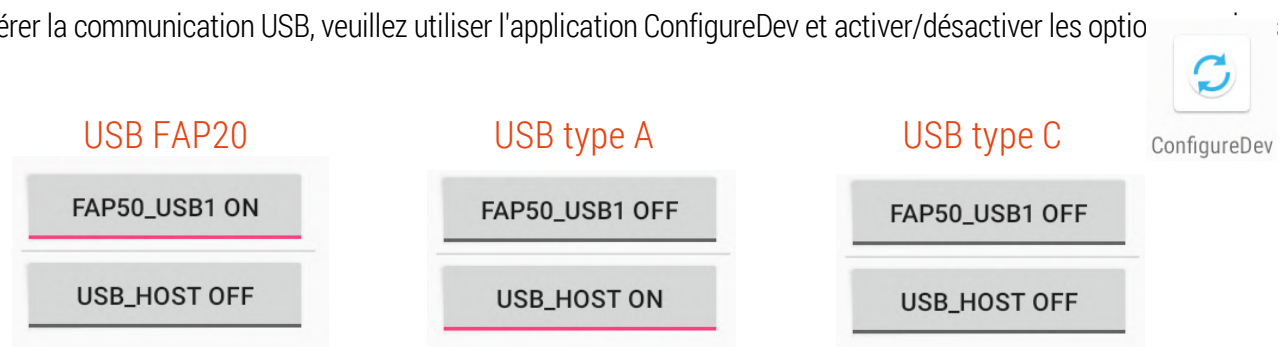 érer la communication USB, veuillez utiliser l'application ConfigureDev et activer/désactiver les
ConfigureDev
USB FAP20
USB type A
USB type C
FAP50_USB1 ON
FAP50_USB1 OFF
FAP50_USB1 OFF
USB_HOST OFF
USB_HOST ON
USB_HOST OFF